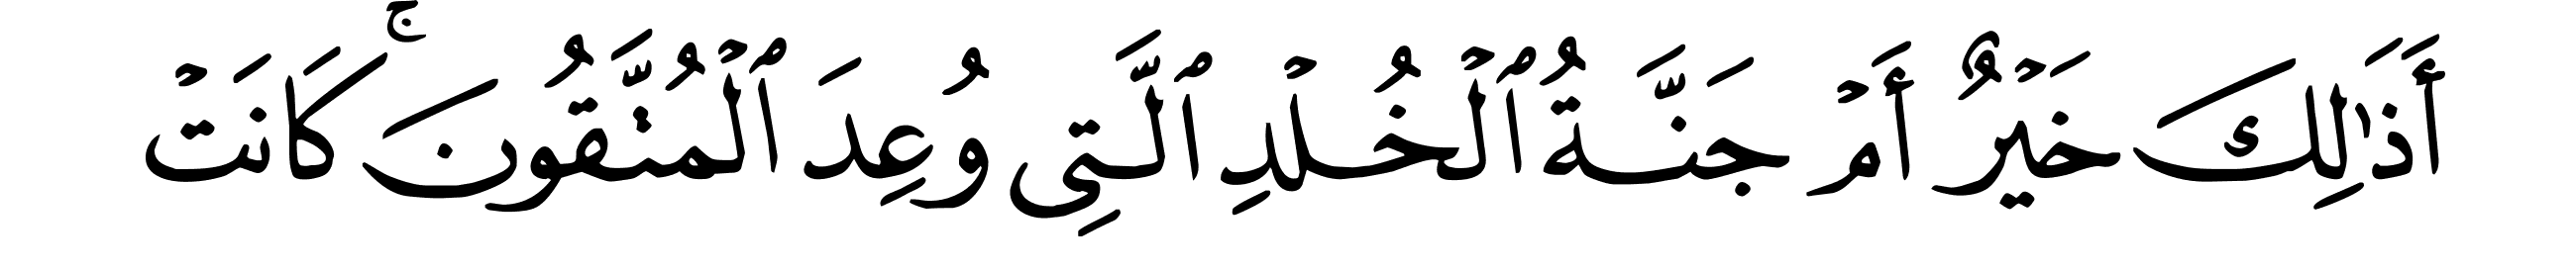 أَذَٰلِكَ خَيْرٌ أَمْ جَنَّةُ ٱلْخُلْدِ ٱلَّتِى وُعِدَ ٱلْمُتَّقُونَ ۚ كَانَتْ